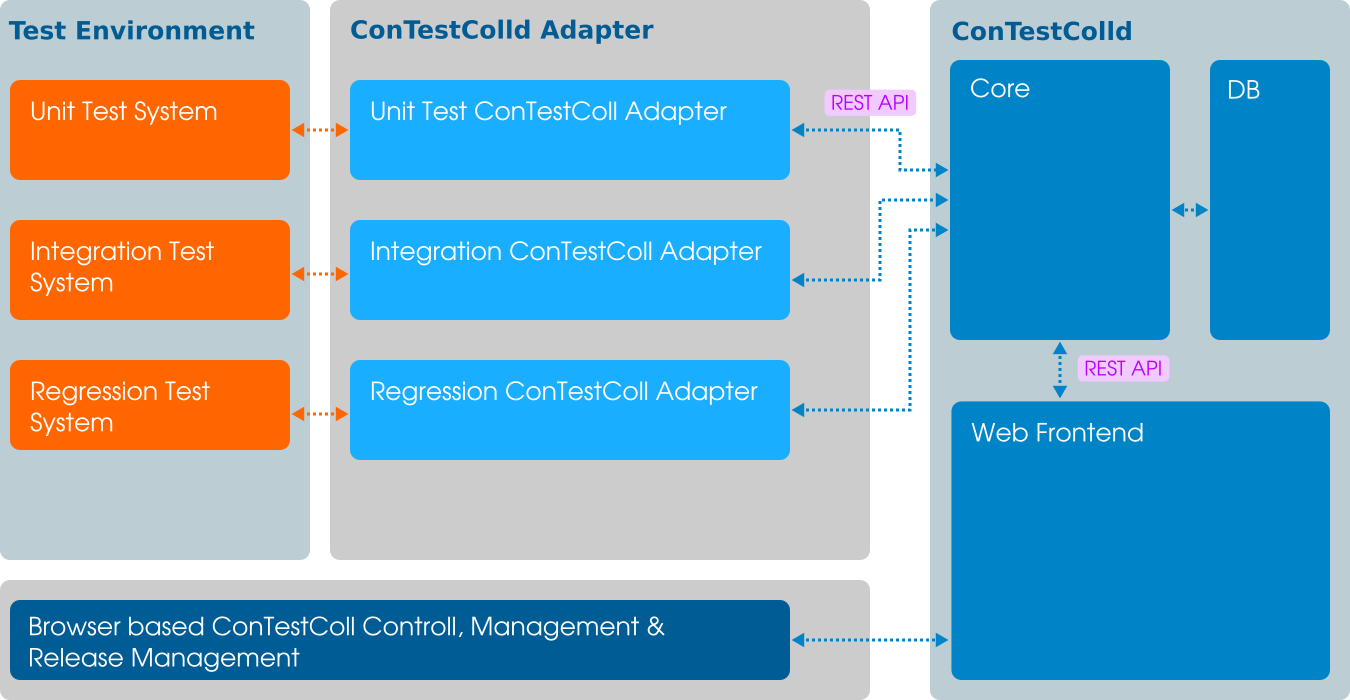 Test Environment
ConTestColld Adapter
ConTestColld
Unit Test System
Unit Test ConTestColl Adapter
REST API
Core
DB
Integration Test
System
Integration ConTestColl Adapter
Regression Test
System
Regression ConTestColl Adapter
REST API
Web Frontend
Browser based ConTestColl Controll, Management &
Release Management